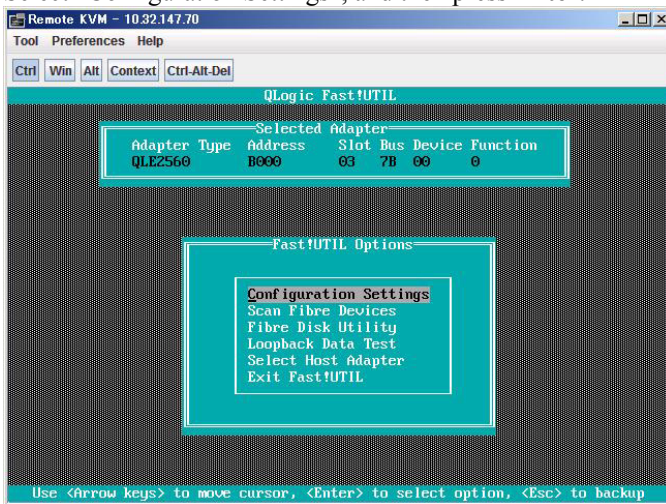 Remote KVM - 10.32.147.70
Tool Preferences Help
Ctrl Win Alt Context Ctrl-Alt-Del
QLogic Fast!UTIL
Selected Adapter
Adapter Type Address Slot Bus Device Function
QLE2560 B000 03 7B 00 0
Fast!UTIL Options
Configuration Settings
Scan Fibre Devices
Fibre Disk Utility
Loopback Data Test
Select Host Adapter
Exit Fast!UTIL
Use <Arrow keys> to move cursor, <Enter> to select option, <Esc> to backup